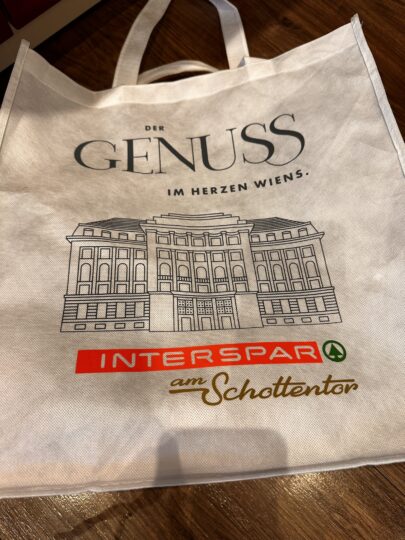 DER
GENUSS
IM HERZEN WIENS.
INTERSPAR
am Schottentor